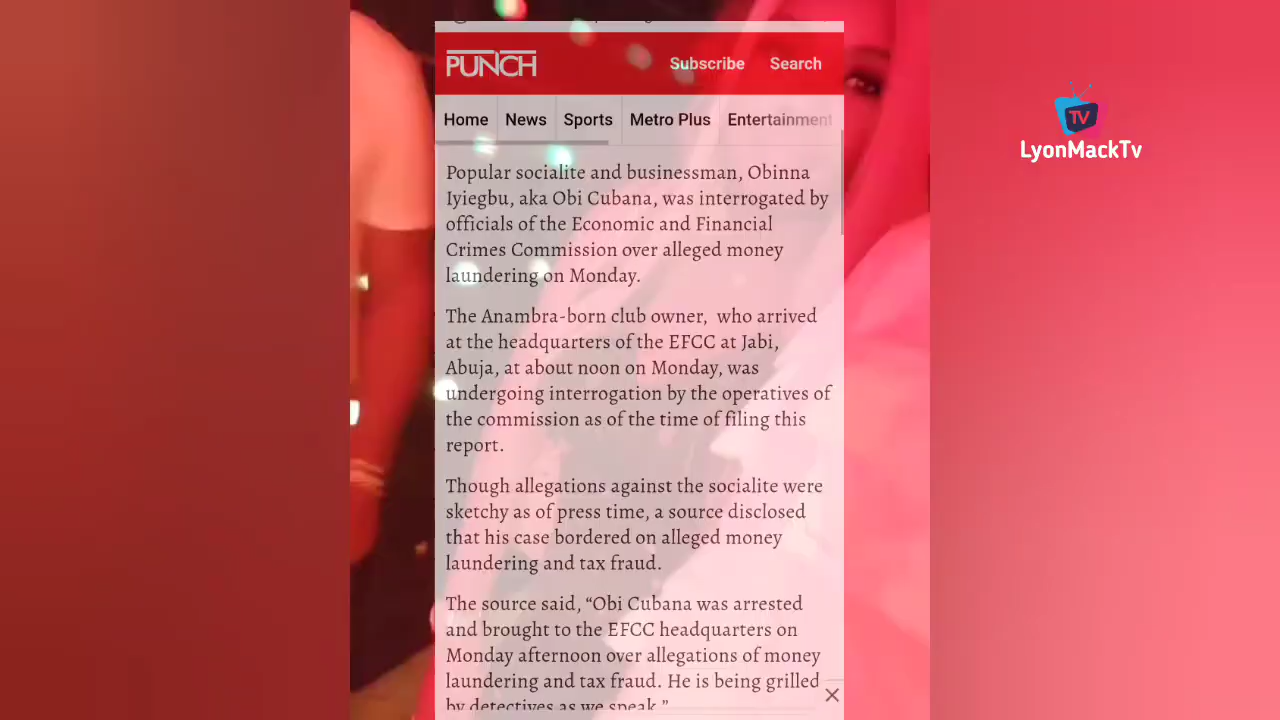 PUNCH
Subscribe
Search
Home
News
Sports
Metro Plus
Entertainment
TV
LyonMackTv
Popular socialite and businessman, Obinna
Iyiegbu, aka Obi Cubana, was interrogated by
officials of the Economic and Financial
Crimes Commission over alleged money
laundering on Monday.
The Anambra-born club owner, who arrived
at the headquarters of the EFCC at Jabi,
Abuja, at about noon on Monday, was
undergoing interrogation by the operatives of
the commission as of the time of filing this
report.
Though allegations against the socialite were
sketchy as of press time, a source disclosed
that his case bordered on alleged money
laundering and tax fraud.
The source said, “Obi Cubana was arrested
and brought to the EFCC headquarters on
Monday afternoon over allegations of money
laundering and tax fraud. He is being grilled
by detectives as we speak.”